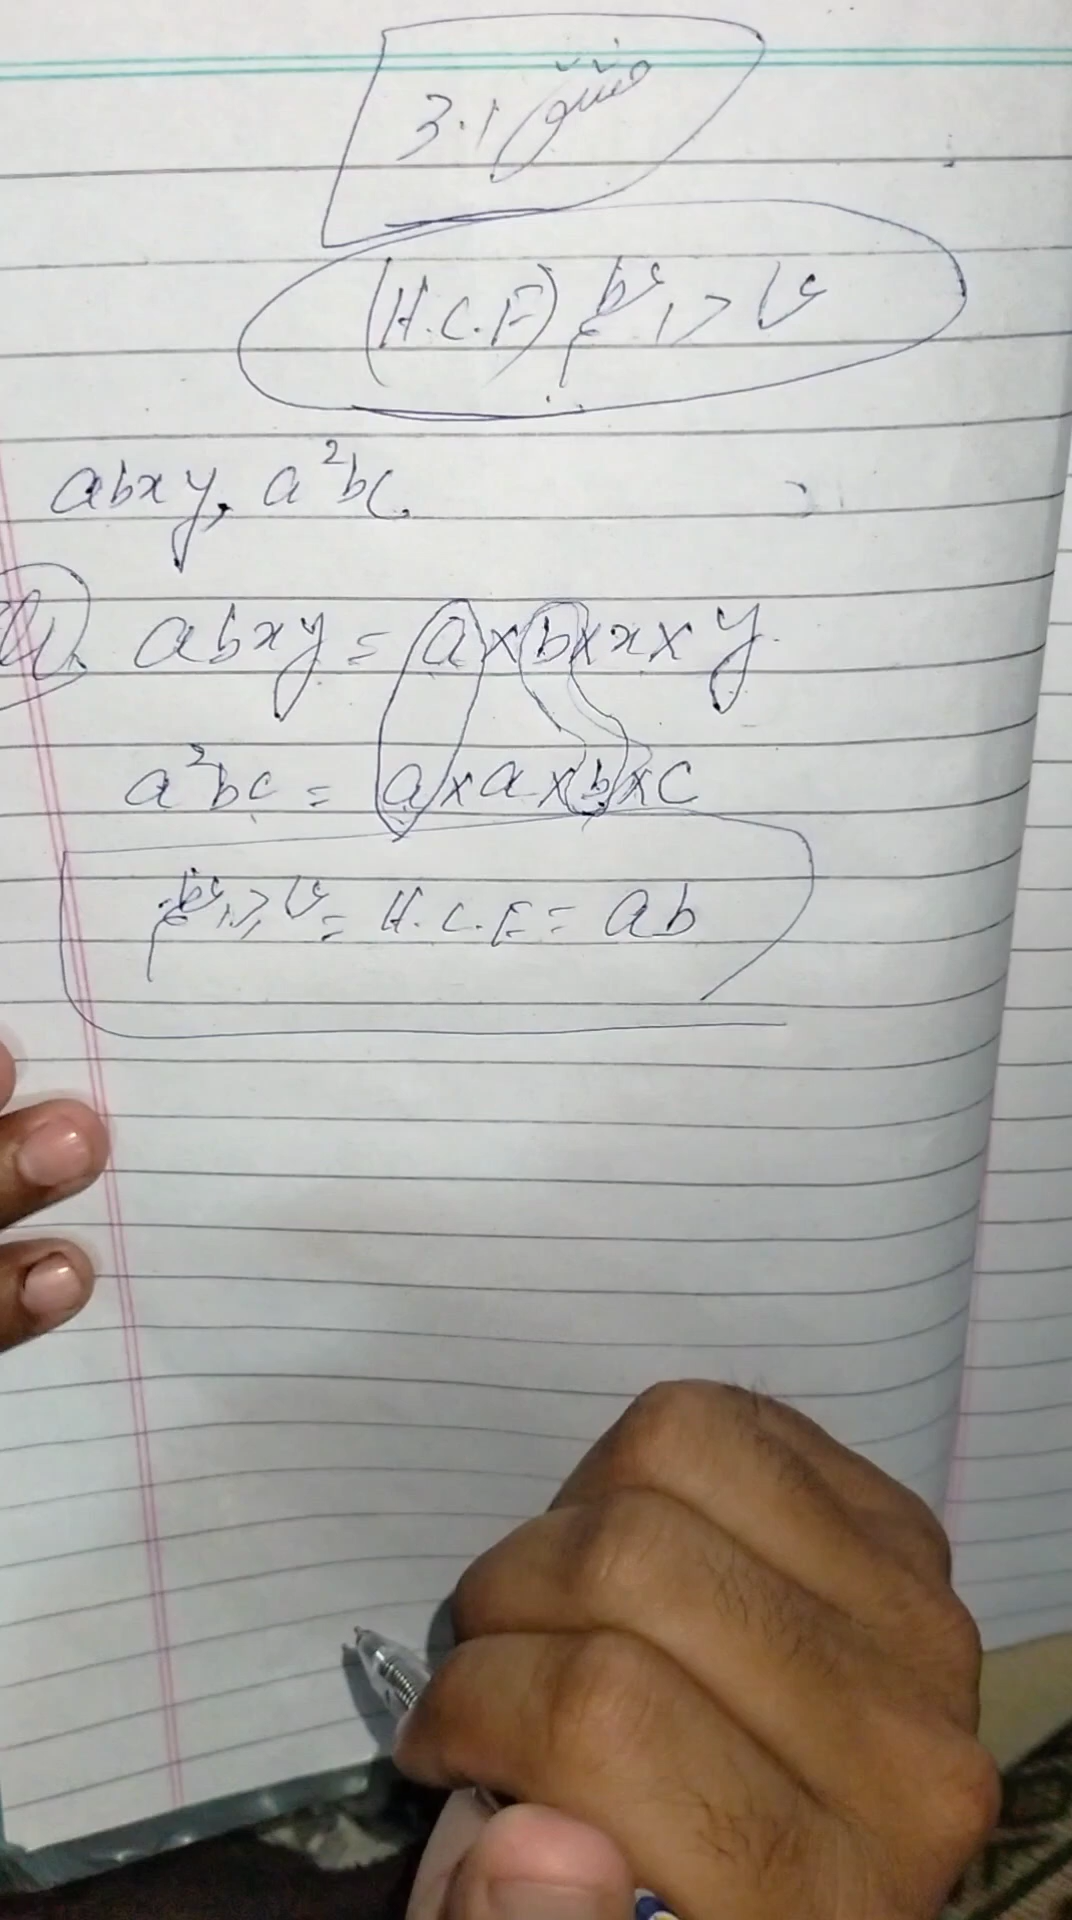 مشق 3.1
عاد اعظم (H.C.F)
abxy, a²bc.
abxy = a × b × x × y
a²bc = a × a × b × c
عاد اعظم = H.C.F = ab